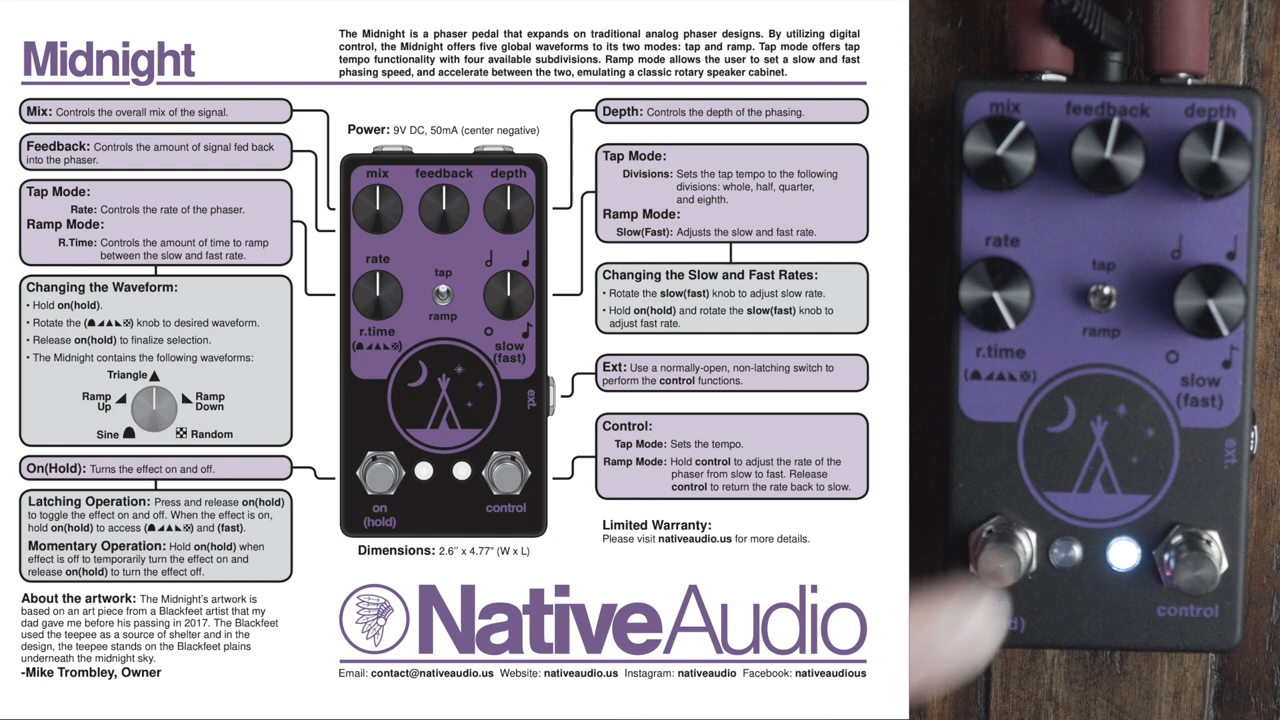 Midnight
The Midnight is a phaser pedal that expands on traditional analog phaser designs. By utilizing digital
control, the Midnight offers five global waveforms to its two modes: tap and ramp. Tap mode offers tap
tempo functionality with four available subdivisions. Ramp mode allows the user to set a slow and fast
phasing speed, and accelerate between the two, emulating a classic rotary speaker cabinet.
Mix: Controls the overall mix of the signal.
Feedback: Controls the amount of signal fed back
into the phaser.
Tap Mode:
Rate: Controls the rate of the phaser.
Ramp Mode:
R.Time: Controls the amount of time to ramp
between the slow and fast rate.
Changing the Waveform:
• Hold on(hold).
• Rotate the ( ) knob to desired waveform.
• Release on(hold) to finalize selection.
• The Midnight contains the following waveforms:
Triangle
Ramp
Up
Ramp
Down
Sine
Random
On(Hold): Turns the effect on and off.
Latching Operation: Press and release on(hold)
to toggle the effect on and off. When the effect is on,
hold on(hold) to access ( ) and (fast).
Momentary Operation: Hold on(hold) when
effect is off to temporarily turn the effect on and
release on(hold) to turn the effect off.
About the artwork: The Midnight's artwork is
based on an art piece from a Blackfeet artist that my
dad gave me before his passing in 2017. The Blackfeet
used the teepee as a source of shelter and in the
design, the teepee stands on the Blackfeet plains
underneath the midnight sky.
-Mike Trombley, Owner
Power: 9V DC, 50mA (center negative)
mix feedback depth
rate
tap
ramp
r.time
slow
(fast)
ext.
on
(hold)
control
Dimensions: 2.6" x 4.77" (W x L)
Depth: Controls the depth of the phasing.
Tap Mode:
Divisions: Sets the tap tempo to the following
divisions: whole, half, quarter,
and eighth.
Ramp Mode:
Slow(Fast): Adjusts the slow and fast rate.
Changing the Slow and Fast Rates:
• Rotate the slow(fast) knob to adjust slow rate.
• Hold on(hold) and rotate the slow(fast) knob to
adjust fast rate.
Ext: Use a normally-open, non-latching switch to
perform the control functions.
Control:
Tap Mode: Sets the tempo.
Ramp Mode: Hold control to adjust the rate of the
phaser from slow to fast. Release
control to return the rate back to slow.
Limited Warranty:
Please visit nativeaudio.us for more details.
NativeAudio
Email: contact@nativeaudio.us Website: nativeaudio.us Instagram: nativeaudio Facebook: nativeaudious
mix feedback depth
rate
tap
ramp
r.time
slow
(fast)
ext.
control